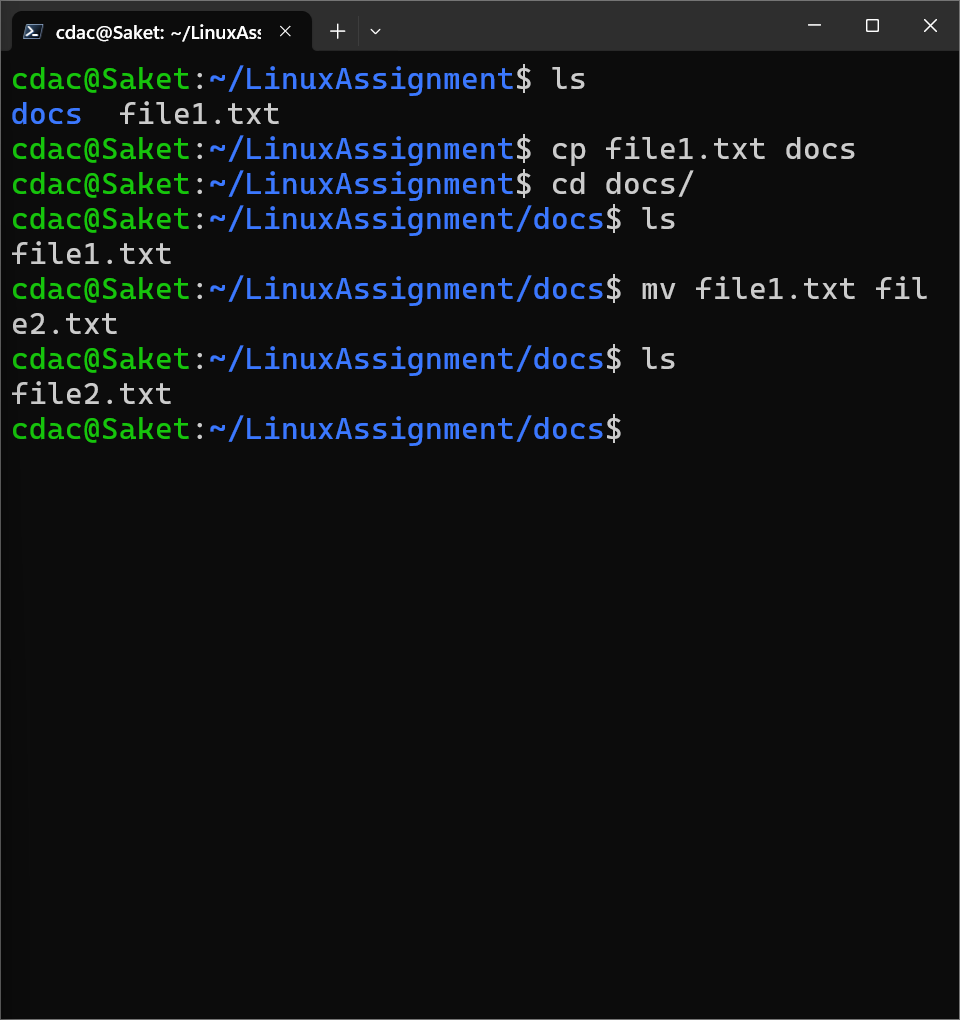 cdac@Saket: ~/LinuxAss
cdac@Saket:~/LinuxAssignment$ ls
docs  file1.txt
cdac@Saket:~/LinuxAssignment$ cp file1.txt docs
cdac@Saket:~/LinuxAssignment$ cd docs/
cdac@Saket:~/LinuxAssignment/docs$ ls
file1.txt
cdac@Saket:~/LinuxAssignment/docs$ mv file1.txt fil
e2.txt
cdac@Saket:~/LinuxAssignment/docs$ ls
file2.txt
cdac@Saket:~/LinuxAssignment/docs$